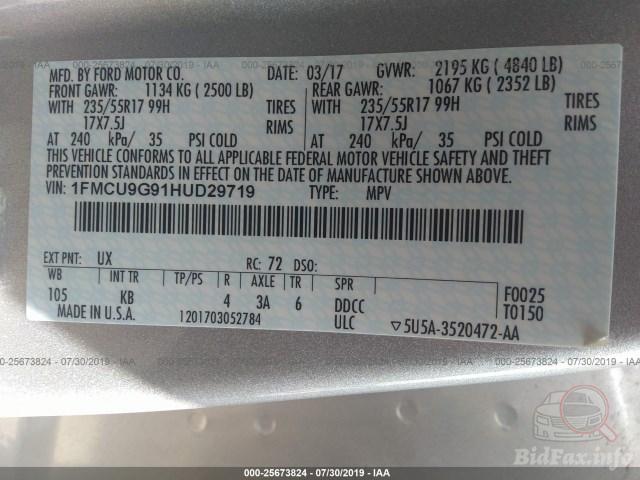 MFD. BY FORD MOTOR CO. DATE: 03/17 GVWR: 2195 KG ( 4840 LB)
FRONT GAWR: 1134 KG ( 2500 LB) REAR GAWR: 1067 KG ( 2352 LB)
WITH 235/55R17 99H TIRES WITH 235/55R17 99H TIRES
17X7.5J RIMS 17X7.5J RIMS
AT 240 kPa/ 35 PSI COLD AT 240 kPa/ 35 PSI COLD
THIS VEHICLE CONFORMS TO ALL APPLICABLE FEDERAL MOTOR VEHICLE SAFETY AND THEFT
PREVENTION STANDARDS IN EFFECT ON THE DATE OF MANUFACTURE SHOWN ABOVE.
VIN: 1FMCU9G91HUD29719 TYPE: MPV
EXT PNT: UX RC: 72 DSO:
WB INT TR TP/PS R AXLE TR SPR F0025
105 KB 4 3A 6 DDCC T0150
MADE IN U.S.A. 1201703052784 ULC ▽5U5A-3520472-AA
000-25673824 07/30/2019 - IAA
BidFax.info